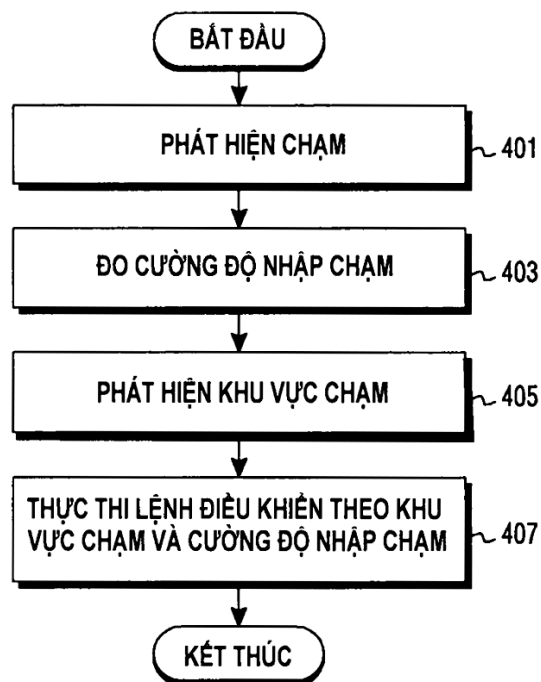 BẮT ĐẦU
PHÁT HIỆN CHẠM
401
ĐO CƯỜNG ĐỘ NHẬP CHẠM
403
PHÁT HIỆN KHU VỰC CHẠM
405
THỰC THI LỆNH ĐIỀU KHIỂN THEO KHU
VỰC CHẠM VÀ CƯỜNG ĐỘ NHẬP CHẠM
407
KẾT THÚC